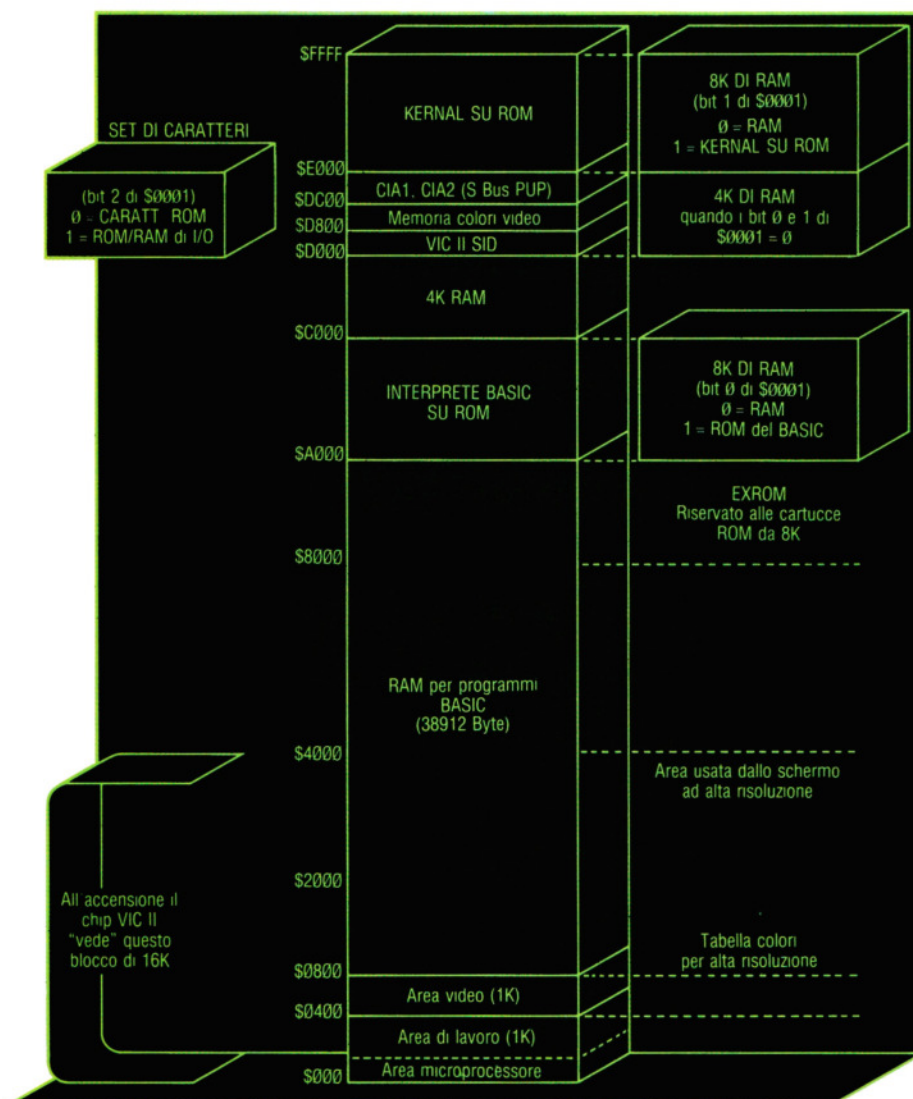 $FFFF
KERNAL SU ROM
8K DI RAM
(bit 1 di $0001)
0 = RAM
1 = KERNAL SU ROM
SET DI CARATTERI
(bit 2 di $0001)
0 = CARATT ROM
1 = ROM/RAM di I/O
$E000
CIA1, CIA2 (S Bus PUP)
$DC00
Memoria colori video
$D800
VIC II SID
$D000
4K DI RAM
quando i bit 0 e 1 di
$0001 = 0
4K RAM
$C000
INTERPRETE BASIC
SU ROM
8K DI RAM
(bit 0 di $0001)
0 = RAM
1 = ROM del BASIC
$A000
EXROM
Riservato alle cartucce
ROM da 8K
$8000
RAM per programmi
BASIC
(38912 Byte)
$4000
Area usata dallo schermo
ad alta risoluzione
$2000
All'accensione il
chip VIC II
"vede" questo
blocco di 16K
Tabella colori
per alta risoluzione
$0800
Area video (1K)
$0400
Area di lavoro (1K)
Area microprocessore
$000